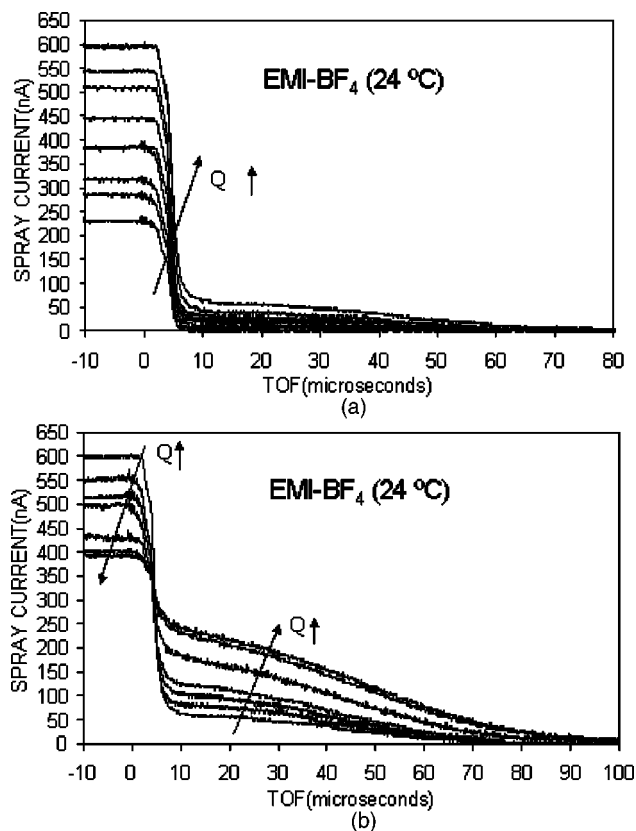 650
600
550
500
450
400
350
300
250
200
150
100
50
0
SPRAY CURRENT(nA)
EMI-BF4 (24 ºC)
Q
-10 0 10 20 30 40 50 60 70 80
TOF(microseconds)
(a)
650
600
550
500
450
400
350
300
250
200
150
100
50
0
SPRAY CURRENT(nA)
Q
EMI-BF4 (24 ºC)
Q
-10 0 10 20 30 40 50 60 70 80 90 100
TOF(microseconds)
(b)